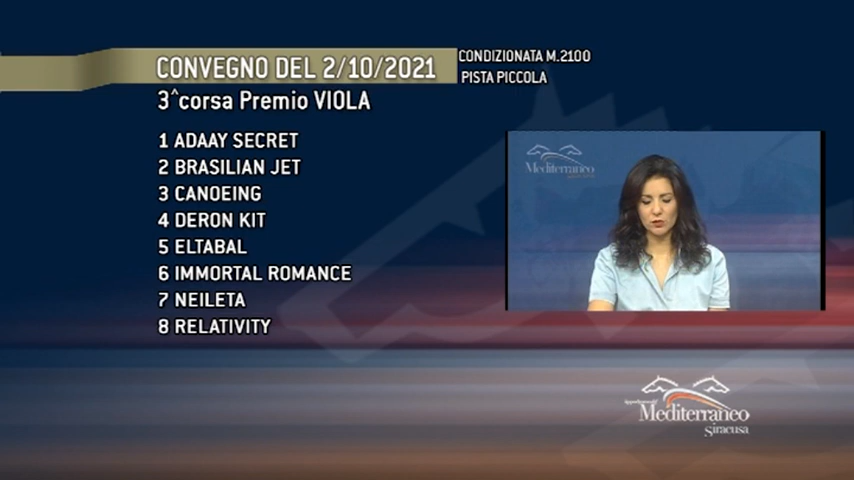 CONVEGNO DEL 2/10/2021
CONDIZIONATA M.2100
PISTA PICCOLA
3^corsa Premio VIOLA
1 ADAAY SECRET
2 BRASILIAN JET
3 CANOEING
4 DERON KIT
5 ELTABAL
6 IMMORTAL ROMANCE
7 NEILETA
8 RELATIVITY
Mediterraneo
Mediterraneo
Siracusa